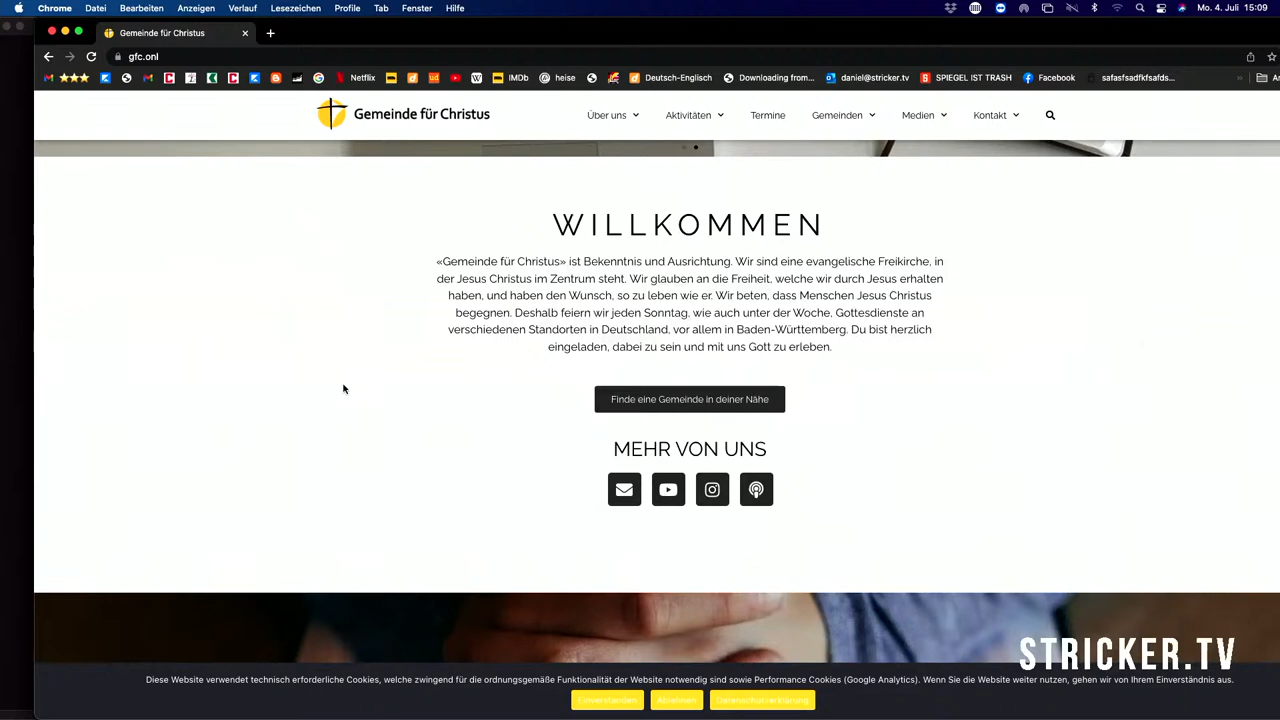 Chrome Datei Bearbeiten Anzeigen Verlauf Lesezeichen Profile Tab Fenster Hilfe Mo. 4. Juli 15:09
Gemeinde für Christus
gfc.onl
Netflix IMDb heise Deutsch-Englisch Downloading from... daniel@stricker.tv SPIEGEL IST TRASH Facebook safasfsadfkfsafds...
Gemeinde für Christus Über uns Aktivitäten Termine Gemeinden Medien Kontakt
WILLKOMMEN
«Gemeinde für Christus» ist Bekenntnis und Ausrichtung. Wir sind eine evangelische Freikirche, in
der Jesus Christus im Zentrum steht. Wir glauben an die Freiheit, welche wir durch Jesus erhalten
haben, und haben den Wunsch, so zu leben wie er. Wir beten, dass Menschen Jesus Christus
begegnen. Deshalb feiern wir jeden Sonntag, wie auch unter der Woche, Gottesdienste an
verschiedenen Standorten in Deutschland, vor allem in Baden-Württemberg. Du bist herzlich
eingeladen, dabei zu sein und mit uns Gott zu erleben.
Finde eine Gemeinde in deiner Nähe
MEHR VON UNS
STRICKER.TV
Diese Website verwendet technisch erforderliche Cookies, welche zwingend für die ordnungsgemäße Funktionalität der Website notwendig sind sowie Performance Cookies (Google Analytics). Wenn Sie die Website weiter nutzen, gehen wir von Ihrem Einverständnis aus.
Einverstanden Ablehnen Datenschutzerklärung